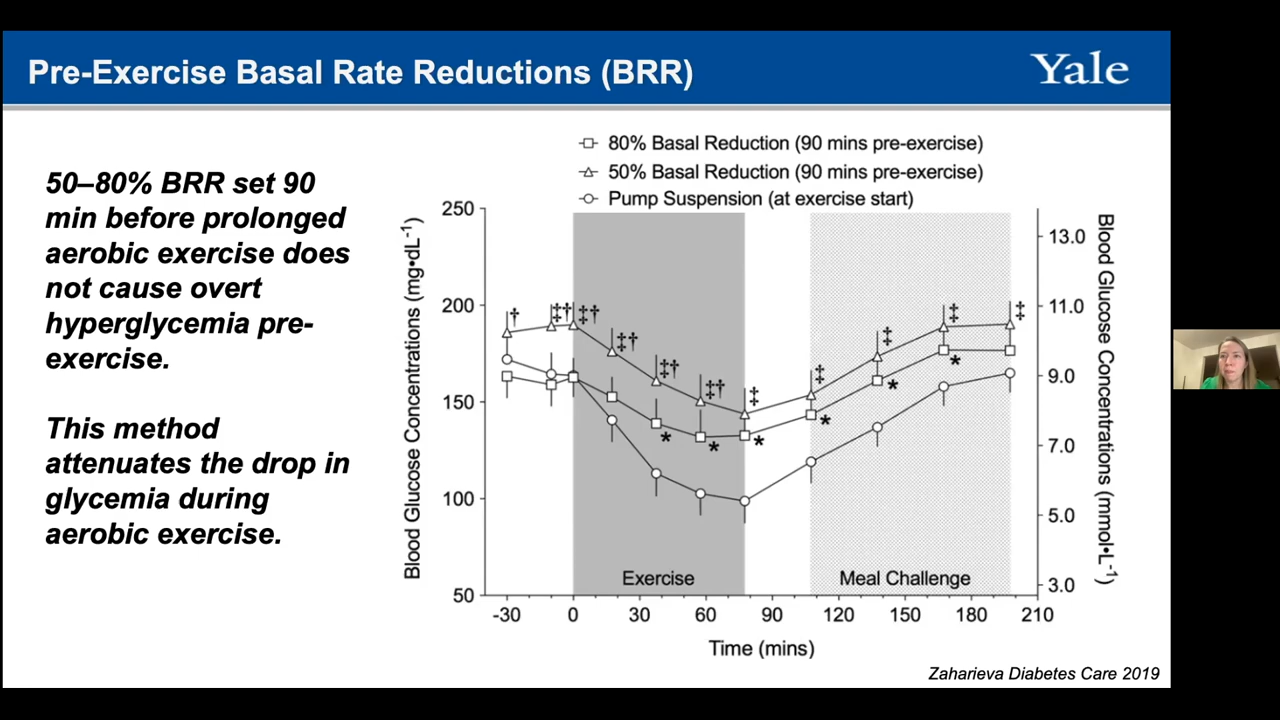 Pre-Exercise Basal Rate Reductions (BRR)
Yale
50–80% BRR set 90
min before prolonged
aerobic exercise does
not cause overt
hyperglycemia pre-
exercise.
This method
attenuates the drop in
glycemia during
aerobic exercise.
80% Basal Reduction (90 mins pre-exercise)
50% Basal Reduction (90 mins pre-exercise)
Pump Suspension (at exercise start)
Blood Glucose Concentrations (mg•dL-1)
250
200
150
100
50
† ‡† ‡† ‡† ‡† ‡† ‡ ‡ ‡ ‡ ‡
* * * * * *
Exercise
Meal Challenge
-30 0 30 60 90 120 150 180 210
Time (mins)
13.0
11.0
9.0
7.0
5.0
3.0
Blood Glucose Concentrations (mmol•L-1)
Zaharieva Diabetes Care 2019